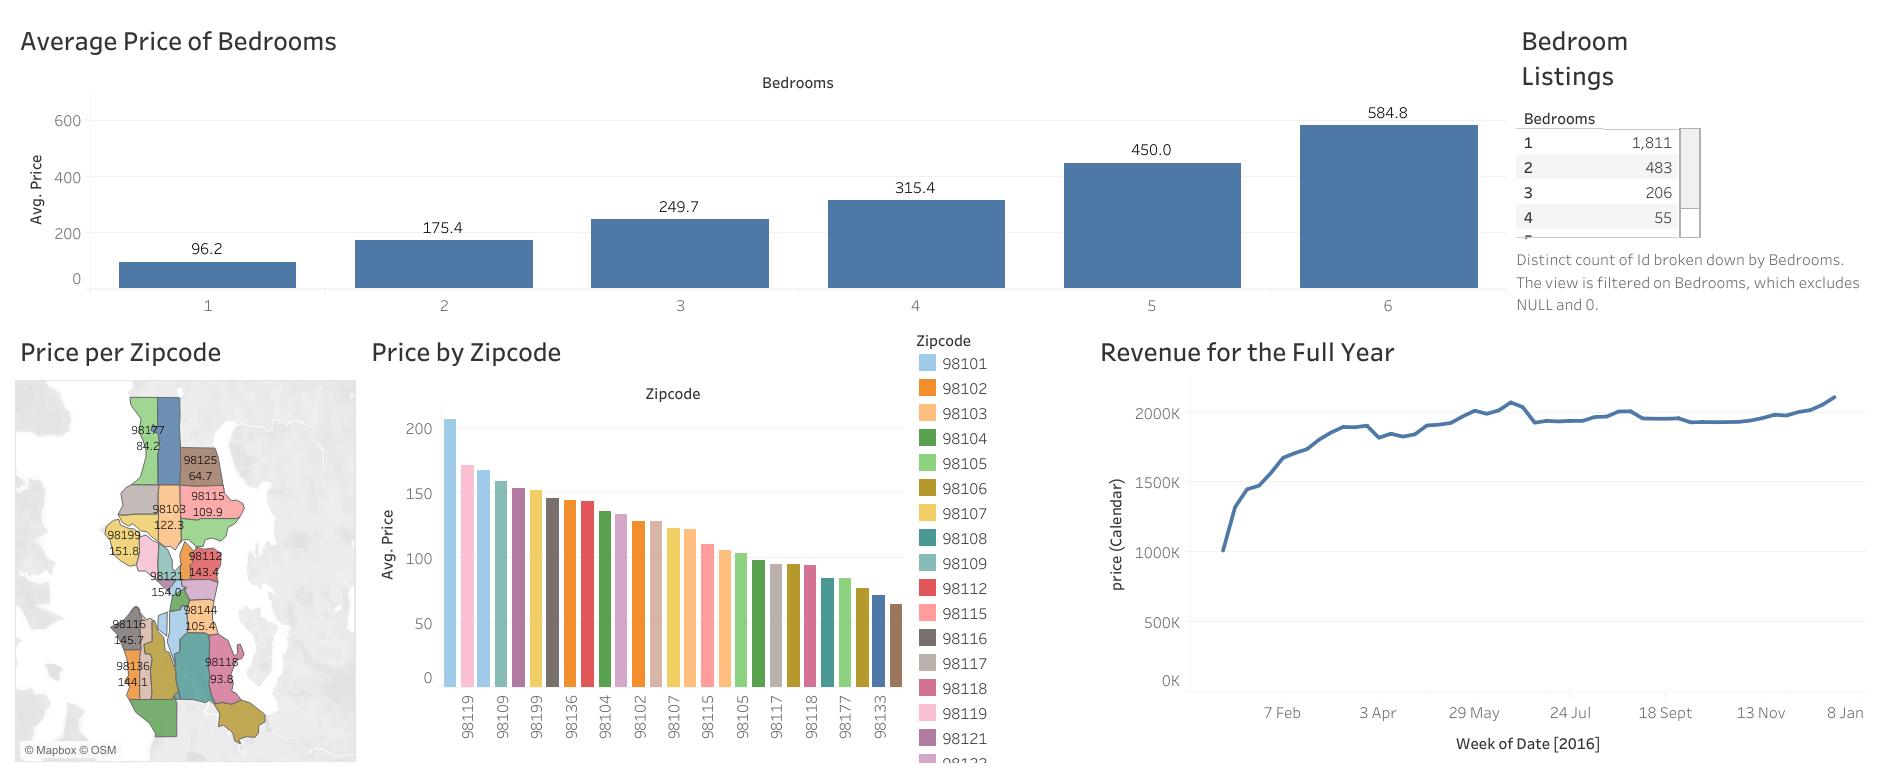 Average Price of Bedrooms
Bedrooms
Avg. Price
600
400
200
0
96.2
175.4
249.7
315.4
450.0
584.8
1
2
3
4
5
6
Bedroom
Listings
Bedrooms
1 1,811
2 483
3 206
4 55
Distinct count of Id broken down by Bedrooms.
The view is filtered on Bedrooms, which excludes
NULL and 0.
Price per Zipcode
98177
84.2
98125
64.7
98115
109.9
98103
122.3
98199
151.8
98112
143.4
98121
154.0
98144
105.4
98116
145.7
98136
144.1
98118
93.8
© Mapbox © OSM
Price by Zipcode
Zipcode
Avg. Price
200
150
100
50
0
98119
98109
98199
98136
98104
98102
98107
98115
98105
98117
98118
98177
98133
Zipcode
98101
98102
98103
98104
98105
98106
98107
98108
98109
98112
98115
98116
98117
98118
98119
98121
Revenue for the Full Year
price (Calendar)
2000K
1500K
1000K
500K
0K
7 Feb
3 Apr
29 May
24 Jul
18 Sept
13 Nov
8 Jan
Week of Date [2016]